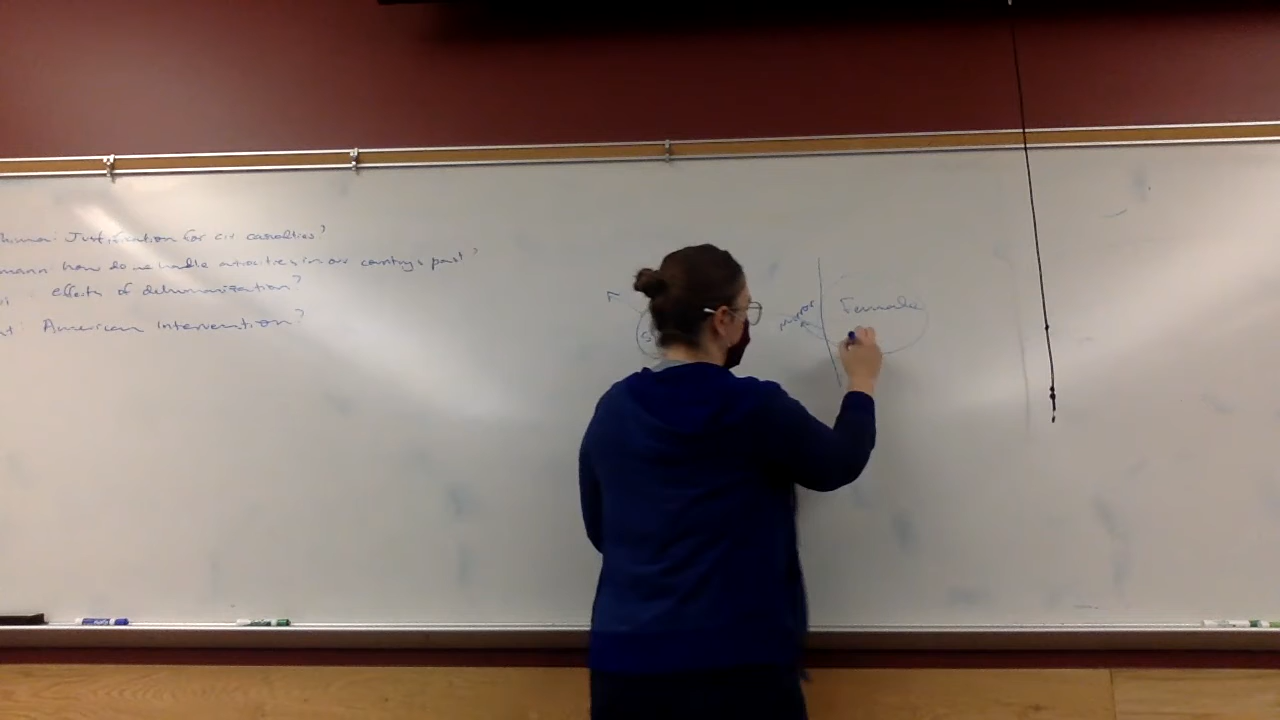 Justification for civ casualties?
how do we handle atrocities in our country's past?
effects of dehumanization?
American Intervention?
mirror
Female